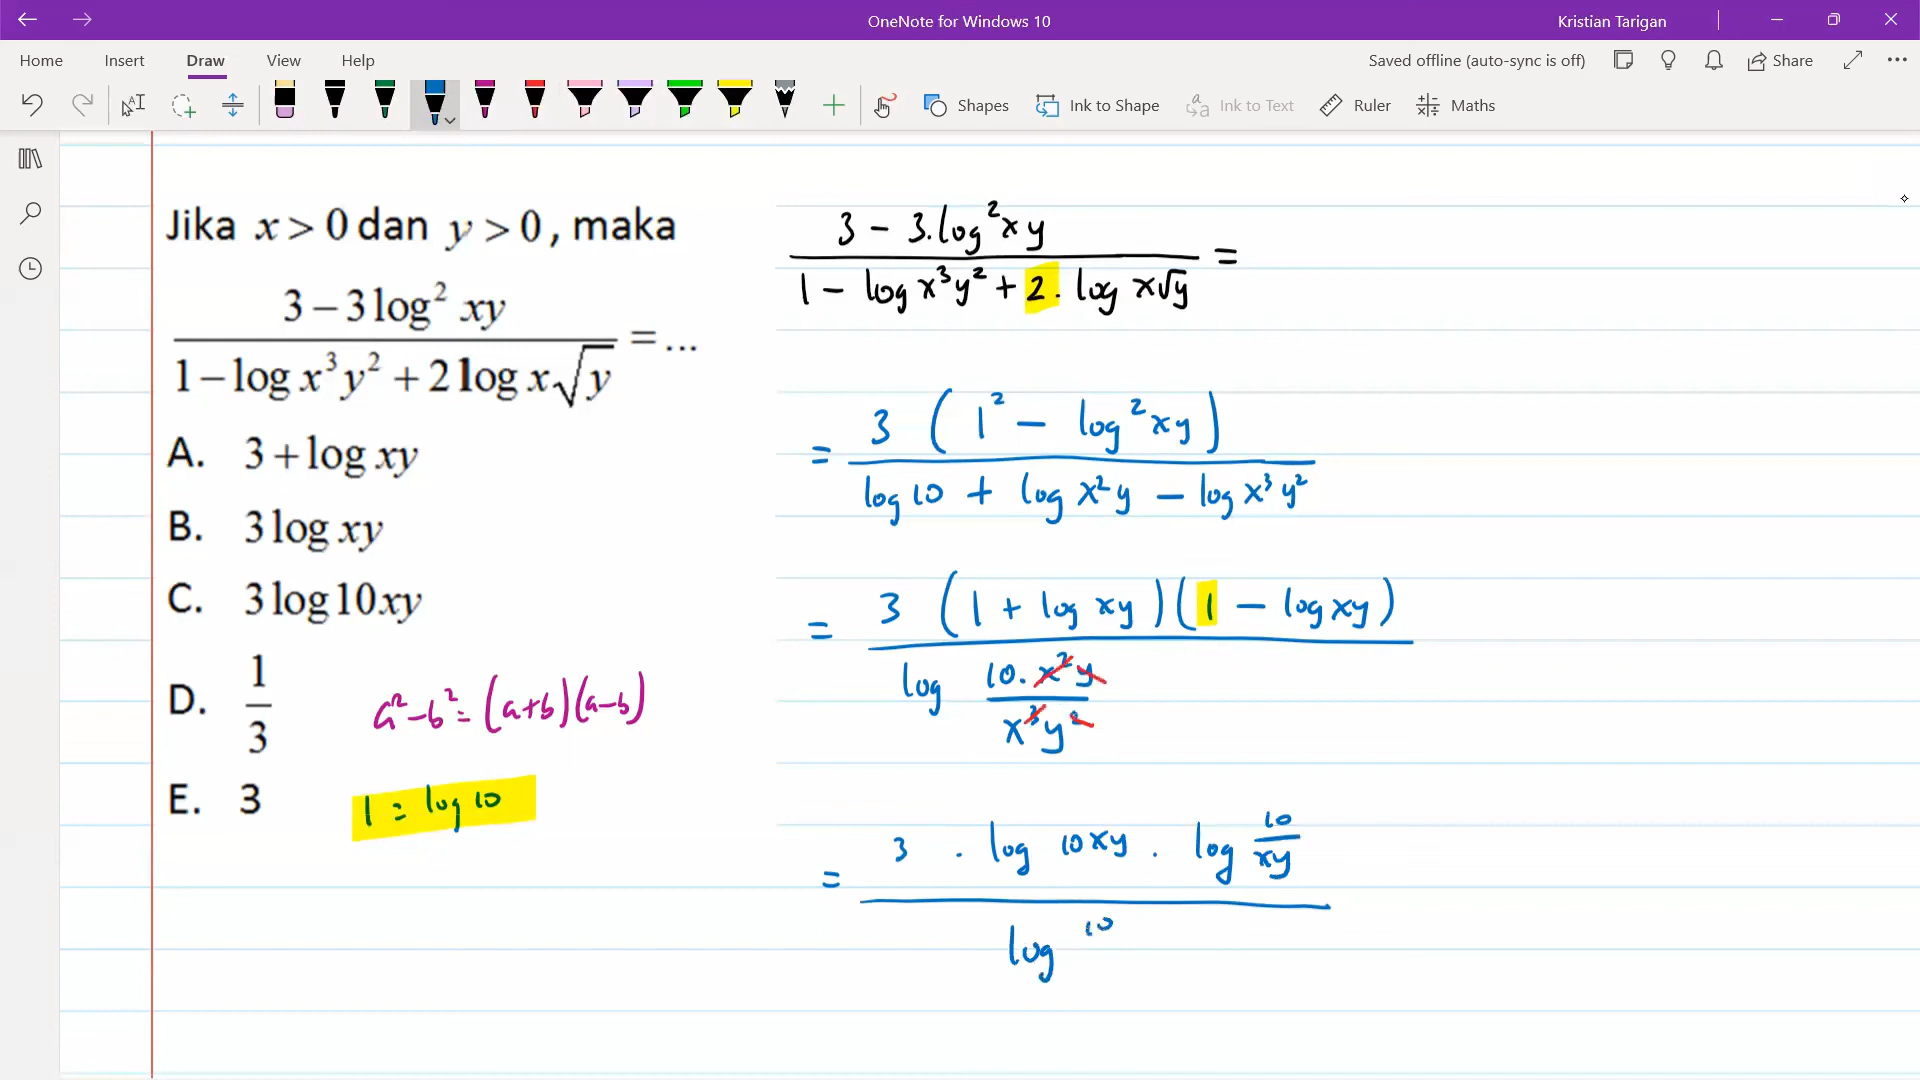 OneNote for Windows 10
Kristian Tarigan
Home Insert Draw View Help
Saved offline (auto-sync is off)
Share
Shapes
Ink to Shape
Ink to Text
Ruler
Maths
Jika x > 0 dan y > 0, maka
(3 − 3 log² xy) / (1 − log x³y² + 2 log x√y) = ...
A. 3 + log xy
B. 3 log xy
C. 3 log 10xy
D. 1/3
E. 3
a² − b² = (a+b)(a−b)
1 = log 10
(3 − 3.log² xy) / (1 − log x³y² + 2. log x√y) =
= 3 (1² − log² xy) / (log 10 + log x²y − log x³y²)
= 3 (1 + log xy)(1 − log xy) / log (10.x²y / x³y²)
= 3 . log 10xy . log 10/xy / log 10